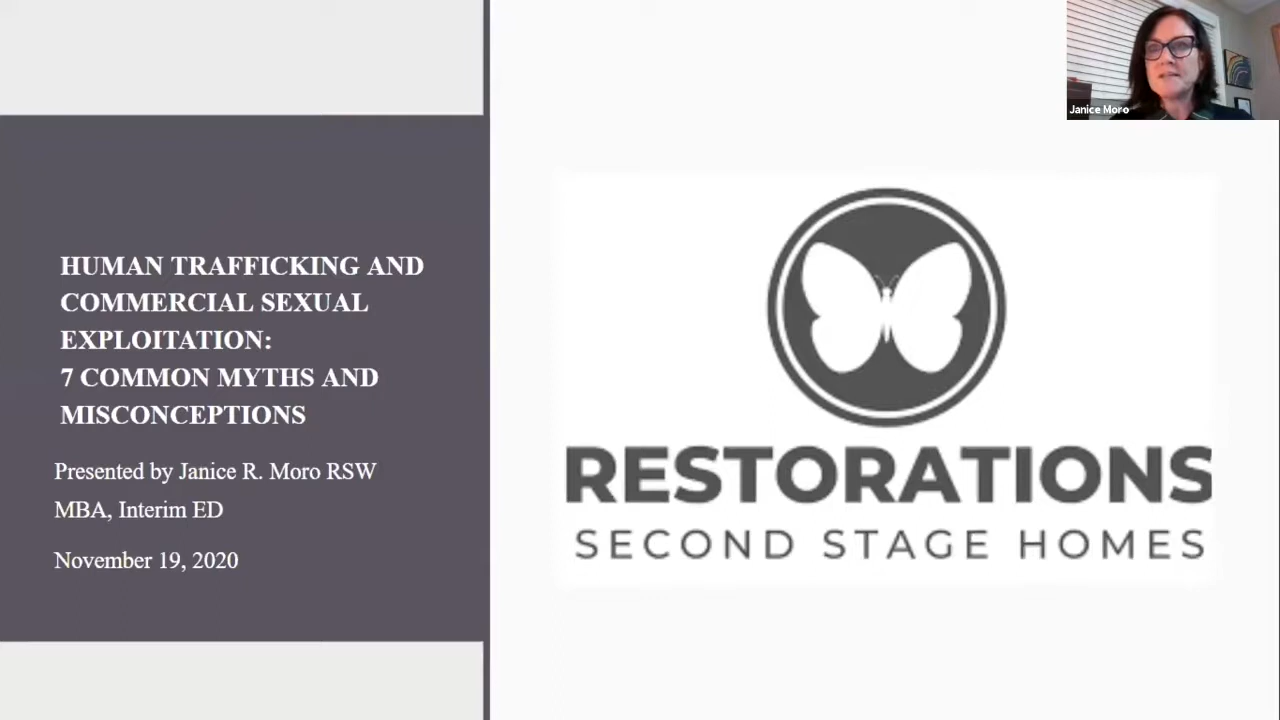 HUMAN TRAFFICKING AND
COMMERCIAL SEXUAL
EXPLOITATION:
7 COMMON MYTHS AND
MISCONCEPTIONS
Presented by Janice R. Moro RSW
MBA, Interim ED
November 19, 2020
RESTORATIONS
SECOND STAGE HOMES
Janice Moro